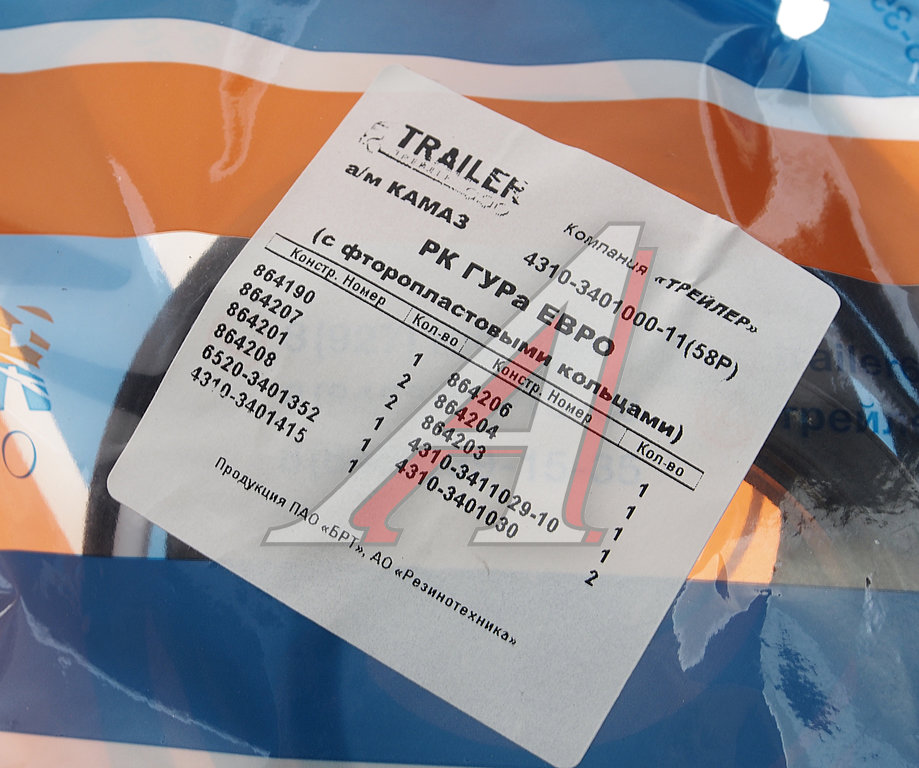 TRAILER
Компания «ТРЕЙЛЕР»
а/м КАМАЗ
4310-3401000-11(58Р)
РК ГУРа ЕВРО
(с фторопластовыми кольцами)
Констр. Номер Кол-во Констр. Номер Кол-во
864190 1 864206 1
864207 2 864204 1
864201 2 864203 1
864208 1 4310-3411029-10 1
6520-3401352 1 4310-3401030 2
4310-3401415 1
Продукция ПАО «БРТ», АО «Резинотехника»